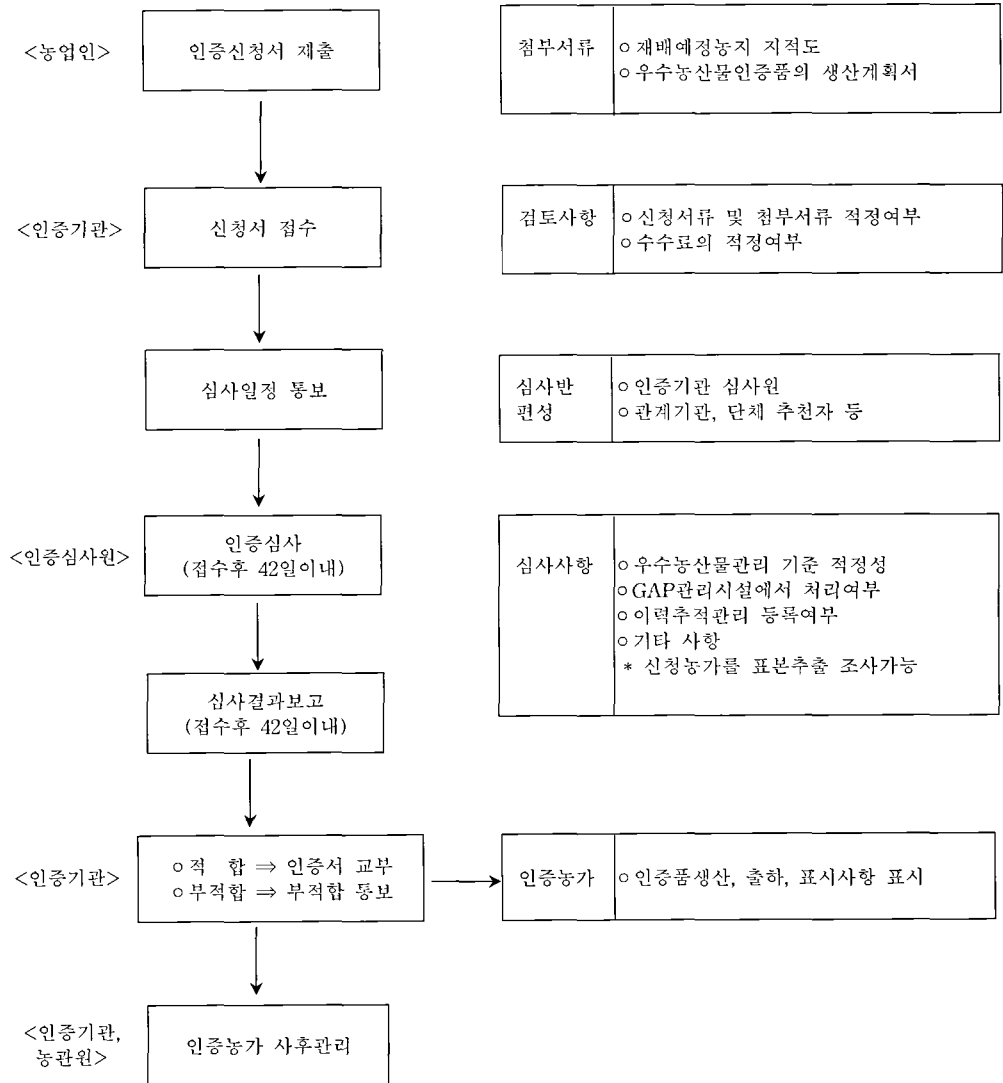 <농업인>
인증신청서 제출
첨부서류
○ 재배예정농지 지적도
○ 우수농산물인증품의 생산계획서
<인증기관>
신청서 접수
검토사항
○ 신청서류 및 첨부서류 적정여부
○ 수수료의 적정여부
심사일정 통보
심사반
편성
○ 인증기관 심사원
○ 관계기관, 단체 추천자 등
<인증심사원>
인증심사
(접수후 42일이내)
심사사항
○ 우수농산물관리 기준 적정성
○ GAP관리시설에서 처리여부
○ 이력추적관리 등록여부
○ 기타 사항
* 신청농가를 표본추출 조사가능
심사결과보고
(접수후 42일이내)
<인증기관>
○ 적 합 ⇒ 인증서 교부
○ 부적합 ⇒ 부적합 통보
인증농가
○ 인증품생산, 출하, 표시사항 표시
<인증기관,
농관원>
인증농가 사후관리